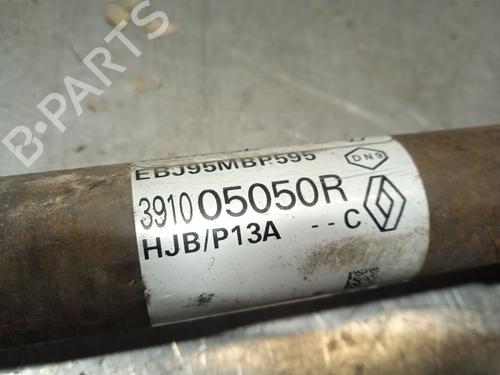 EBJ95MBP595
DNS
391005050R
HJB/P13A -- C
B-PARTS